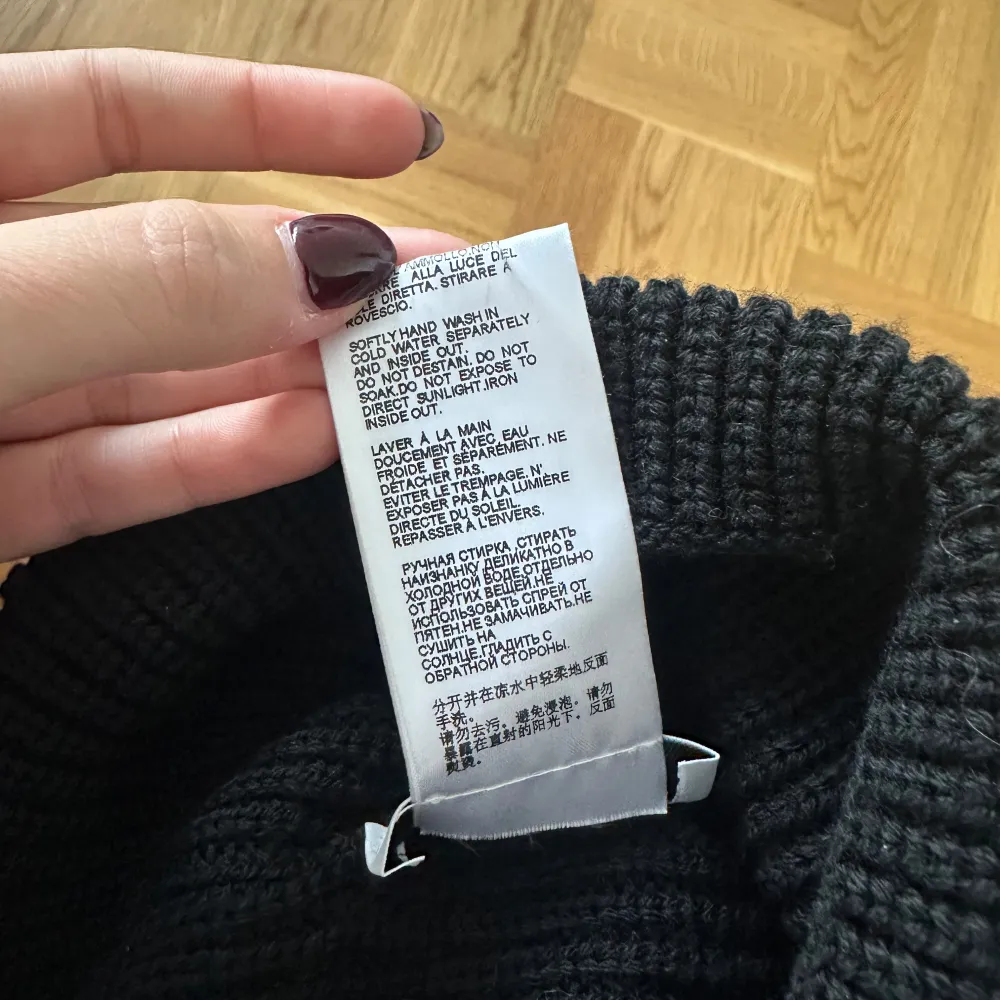 AMMOLLO.NON
ALLA LUCE DEL
DIRETTA. STIRARE A
ROVESCIO.
SOFTLY HAND WASH IN
COLD WATER SEPARATELY
AND INSIDE OUT.
DO NOT DESTAIN. DO NOT
SOAK.DO NOT EXPOSE TO
DIRECT SUNLIGHT.IRON
INSIDE OUT.
LAVER À LA MAIN
DOUCEMENT AVEC EAU
FROIDE ET SÉPARÉMENT. NE
DÉTACHER PAS.
EVITER LE TREMPAGE. N'
EXPOSER PAS À LA LUMIÈRE
DIRECTE DU SOLEIL.
REPASSER À L'ENVERS.
РУЧНАЯ СТИРКА. СТИРАТЬ
НАИЗНАНКУ ДЕЛИКАТНО В
ХОЛОДНОЙ ВОДЕ ОТДЕЛЬНО
ОТ ДРУГИХ ВЕЩЕЙ.НЕ
ИСПОЛЬЗОВАТЬ СПРЕЙ ОТ
ПЯТЕН.НЕ ЗАМАЧИВАТЬ.НЕ
СУШИТЬ НА
СОЛНЦЕ.ГЛАДИТЬ С
ОБРАТНОЙ СТОРОНЫ.
分开并在凉水中轻柔地反面
手洗。
请勿去污。避免浸泡。请勿
暴露在直射的阳光下。反面
熨烫。